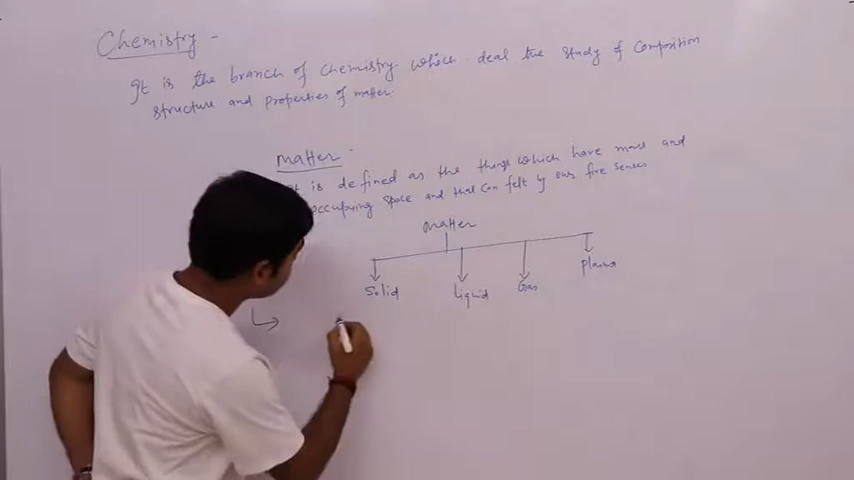 Chemistry -
It is the branch of chemistry which deal the study of Composition
structure and properties of matter.
matter
It is defined as the things which have mass and
occupying space and that can felt by our five senses
matter
Solid Liquid Gas Plasma